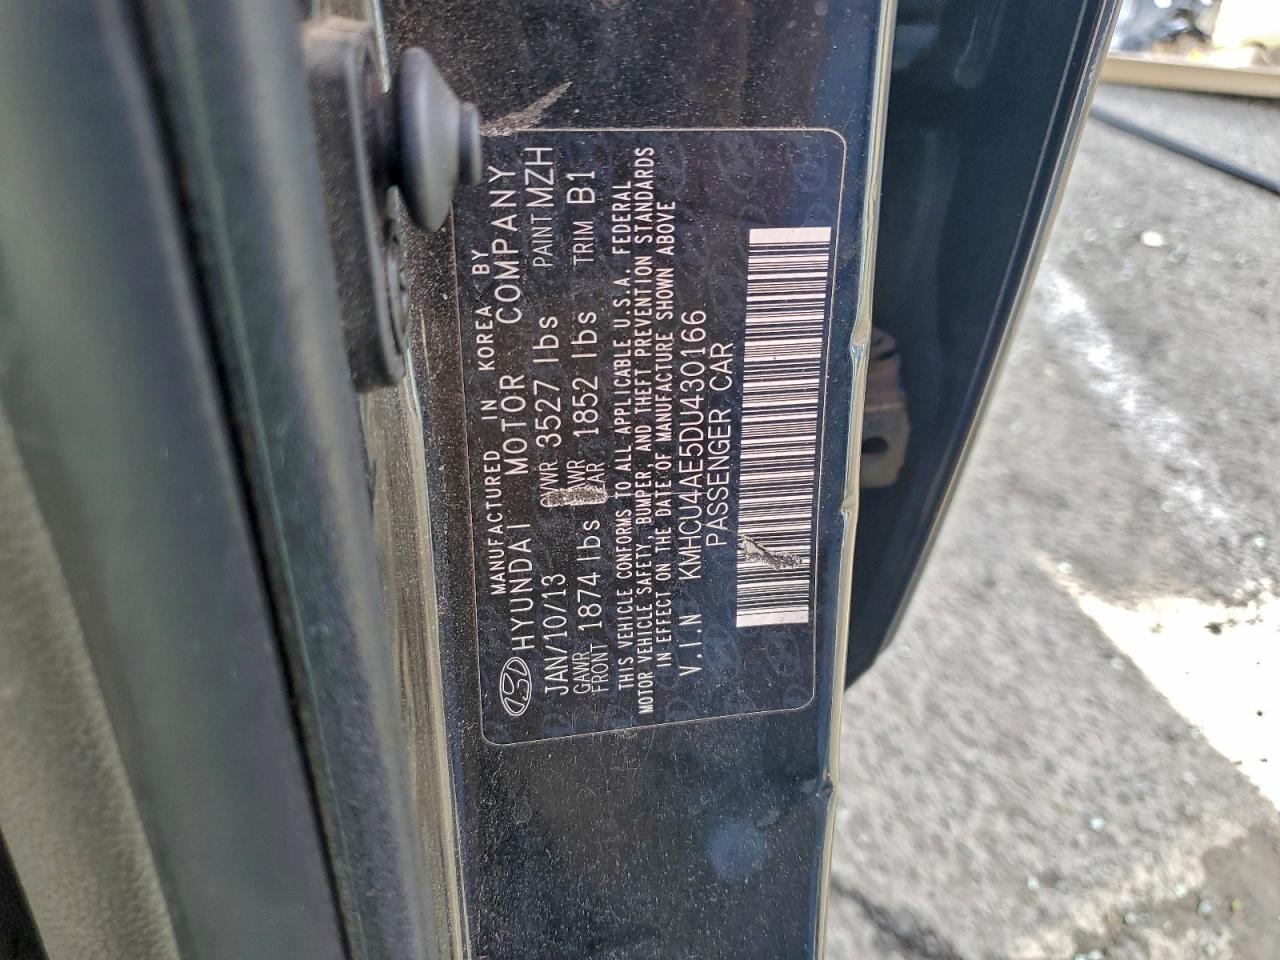 MANUFACTURED IN KOREA BY
HYUNDAI MOTOR COMPANY
JAN/10/13 GVWR 3527 lbs PAINT MZH
GAWR FRONT 1874 lbs 1852 lbs TRIM B1
THIS VEHICLE CONFORMS TO ALL APPLICABLE U.S.A. FEDERAL
MOTOR VEHICLE SAFETY, BUMPER, AND THEFT PREVENTION STANDARDS
IN EFFECT ON THE DATE OF MANUFACTURE SHOWN ABOVE
V.I.N KMHCU4AE5DU430166
PASSENGER CAR